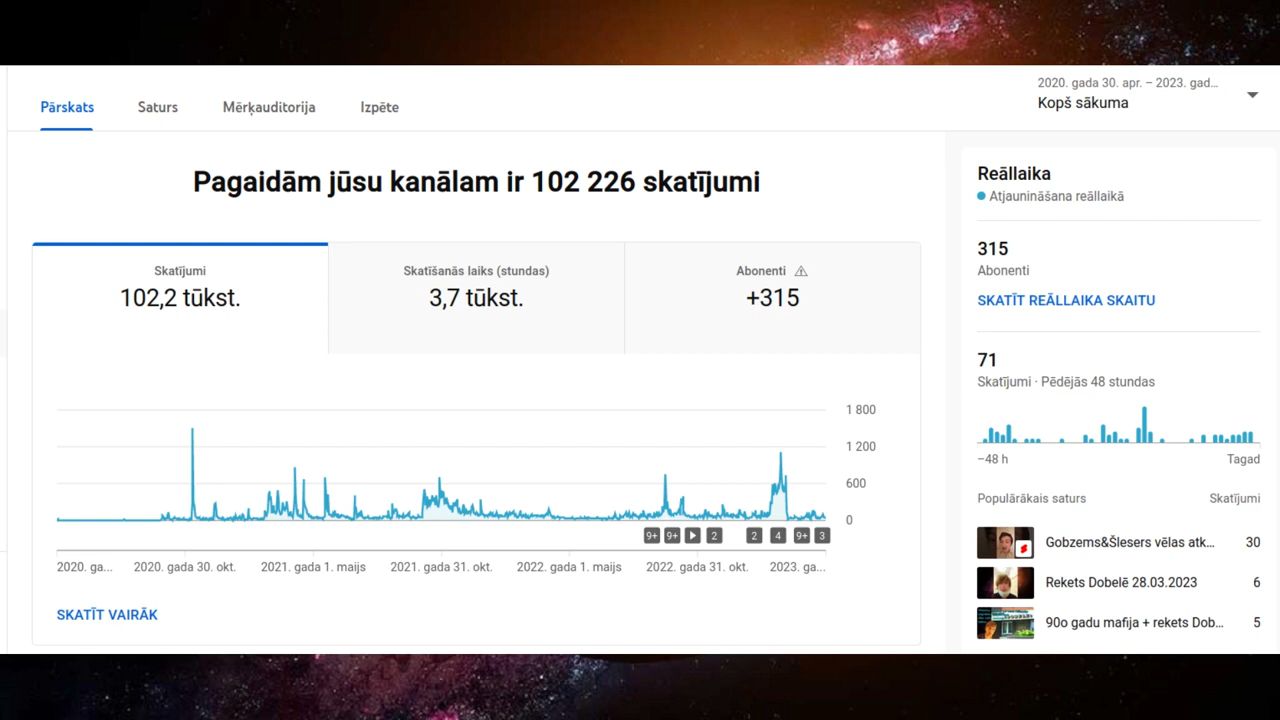 Pārskats
Saturs
Mērķauditorija
Izpēte
2020. gada 30. apr. – 2023. gad...
Kopš sākuma
Pagaidām jūsu kanālam ir 102 226 skatījumi
Skatījumi
102,2 tūkst.
Skatīšanās laiks (stundas)
3,7 tūkst.
Abonenti
+315
1 800
1 200
600
0
9+ 9+ 2 2 4 9+ 3
2020. ga... 2020. gada 30. okt. 2021. gada 1. maijs 2021. gada 31. okt. 2022. gada 1. maijs 2022. gada 31. okt. 2023. ga...
SKATĪT VAIRĀK
Reāllaika
Atjaunināšana reāllaikā
315
Abonenti
SKATĪT REĀLLAIKA SKAITU
71
Skatījumi · Pēdējās 48 stundas
−48 h Tagad
Populārākais saturs Skatījumi
Gobzems&Šlesers vēlas atk... 30
Rekets Dobelē 28.03.2023 6
90o gadu mafija + rekets Dob... 5